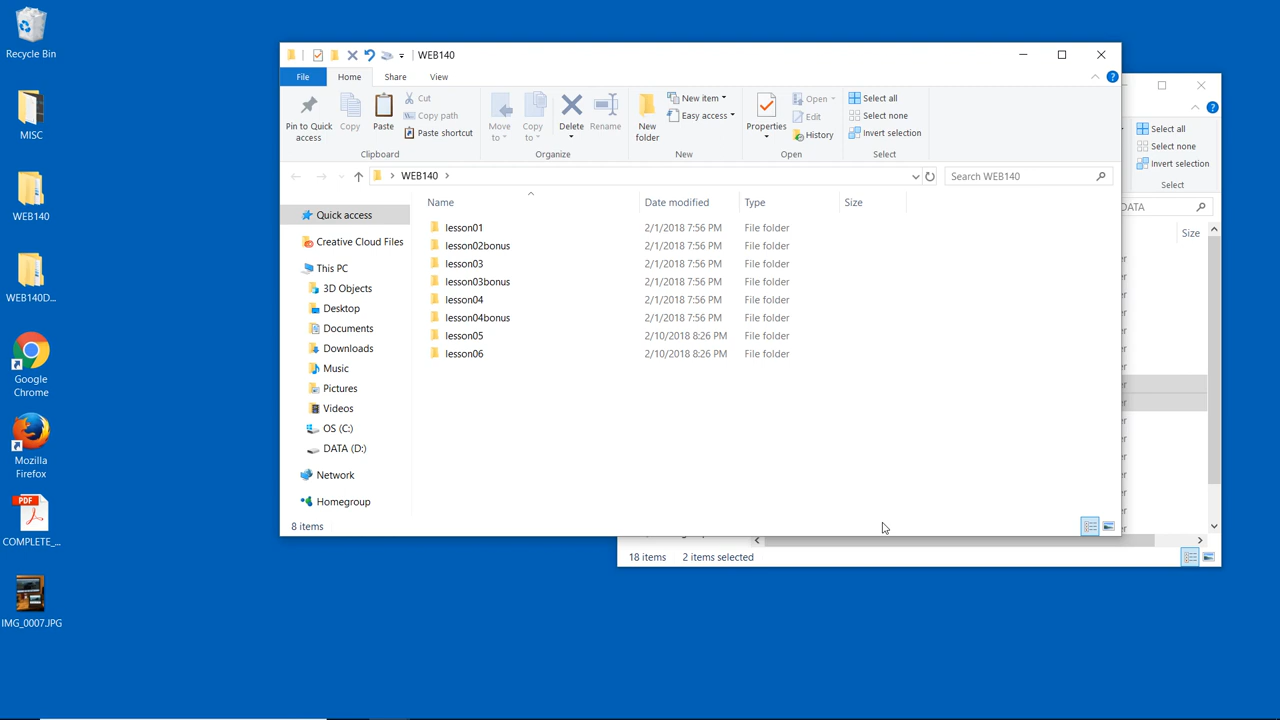 Recycle Bin
MISC
WEB140
WEB140D...
Google
Chrome
Mozilla
Firefox
PDF
COMPLETE_...
IMG_0007.JPG
WEB140
File
Home
Share
View
Pin to Quick
access
Copy
Paste
Cut
Copy path
Paste shortcut
Clipboard
Move
to
Copy
to
Delete
Rename
Organize
New
folder
New item
Easy access
New
Properties
Open
Edit
History
Open
Select all
Select none
Invert selection
Select
WEB140
Search WEB140
Quick access
Creative Cloud Files
This PC
3D Objects
Desktop
Documents
Downloads
Music
Pictures
Videos
OS (C:)
DATA (D:)
Network
Homegroup
Name Date modified Type Size
lesson01 2/1/2018 7:56 PM File folder
lesson02bonus 2/1/2018 7:56 PM File folder
lesson03 2/1/2018 7:56 PM File folder
lesson03bonus 2/1/2018 7:56 PM File folder
lesson04 2/1/2018 7:56 PM File folder
lesson04bonus 2/1/2018 7:56 PM File folder
lesson05 2/10/2018 8:26 PM File folder
lesson06 2/10/2018 8:26 PM File folder
8 items
Select all
Select none
Invert selection
Select
DATA
Size
18 items 2 items selected